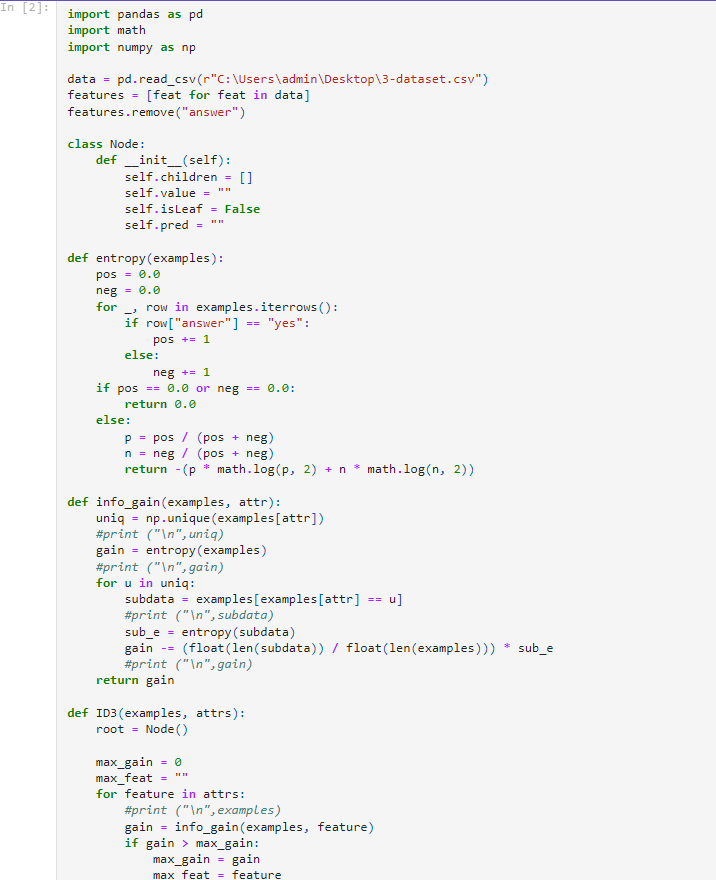 In [2]:
import pandas as pd
import math
import numpy as np

data = pd.read_csv(r"C:\Users\admin\Desktop\3-dataset.csv")
features = [feat for feat in data]
features.remove("answer")

class Node:
    def __init__(self):
        self.children = []
        self.value = ""
        self.isLeaf = False
        self.pred = ""

def entropy(examples):
    pos = 0.0
    neg = 0.0
    for _, row in examples.iterrows():
        if row["answer"] == "yes":
            pos += 1
        else:
            neg += 1
    if pos == 0.0 or neg == 0.0:
        return 0.0
    else:
        p = pos / (pos + neg)
        n = neg / (pos + neg)
        return -(p * math.log(p, 2) + n * math.log(n, 2))

def info_gain(examples, attr):
    uniq = np.unique(examples[attr])
    #print ("\n",uniq)
    gain = entropy(examples)
    #print ("\n",gain)
    for u in uniq:
        subdata = examples[examples[attr] == u]
        #print ("\n",subdata)
        sub_e = entropy(subdata)
        gain -= (float(len(subdata)) / float(len(examples))) * sub_e
        #print ("\n",gain)
    return gain

def ID3(examples, attrs):
    root = Node()

    max_gain = 0
    max_feat = ""
    for feature in attrs:
        #print ("\n",examples)
        gain = info_gain(examples, feature)
        if gain > max_gain:
            max_gain = gain
            max_feat = feature